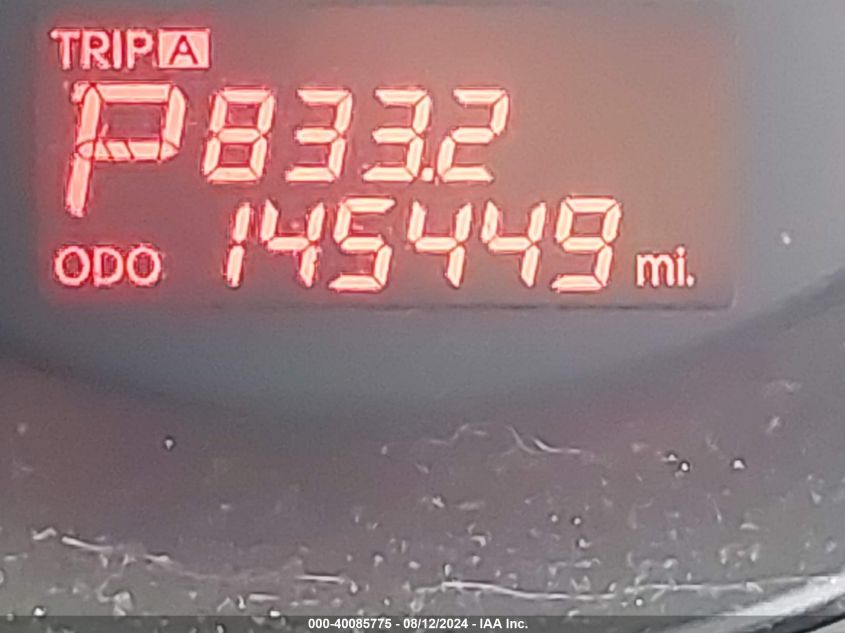 TRIP A
P 833.2
ODO 145449 mi.
000-40085775 - 08/12/2024 - IAA Inc.